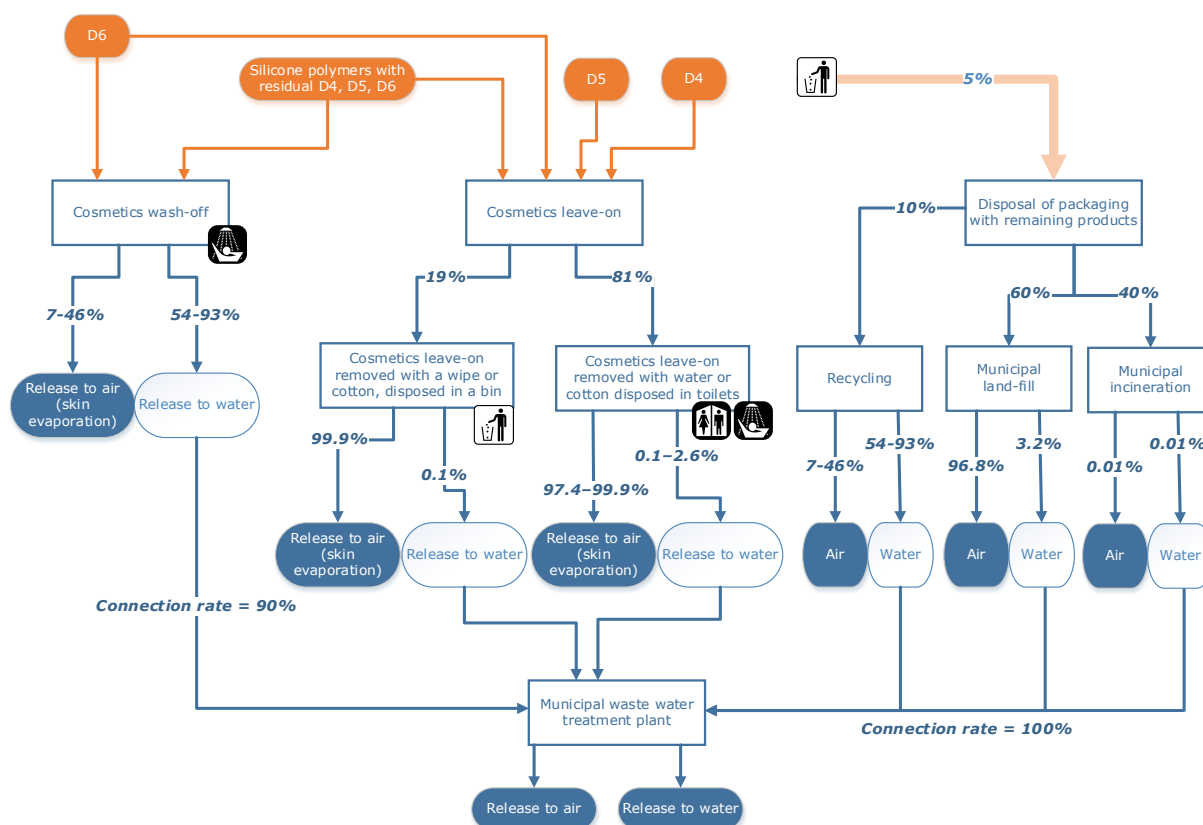 D6
Silicone polymers with
residual D4, D5, D6
D5
D4
5%
Cosmetics wash-off
Cosmetics leave-on
Disposal of packaging
with remaining products
10%
19%
81%
60%
40%
7-46%
54-93%
Cosmetics leave-on
removed with a wipe or
cotton, disposed in a bin
Cosmetics leave-on
removed with water or
cotton disposed in toilets
Recycling
Municipal
land-fill
Municipal
incineration
Release to air
(skin
evaporation)
Release to water
99.9%
0.1%
0.1–2.6%
97.4–99.9%
7-46%
54-93%
96.8%
3.2%
0.01%
0.01%
Release to air
(skin
evaporation)
Release to water
Release to air
(skin
evaporation)
Release to water
Air
Water
Air
Water
Air
Water
Connection rate = 90%
Municipal waste water
treatment plant
Connection rate = 100%
Release to air
Release to water